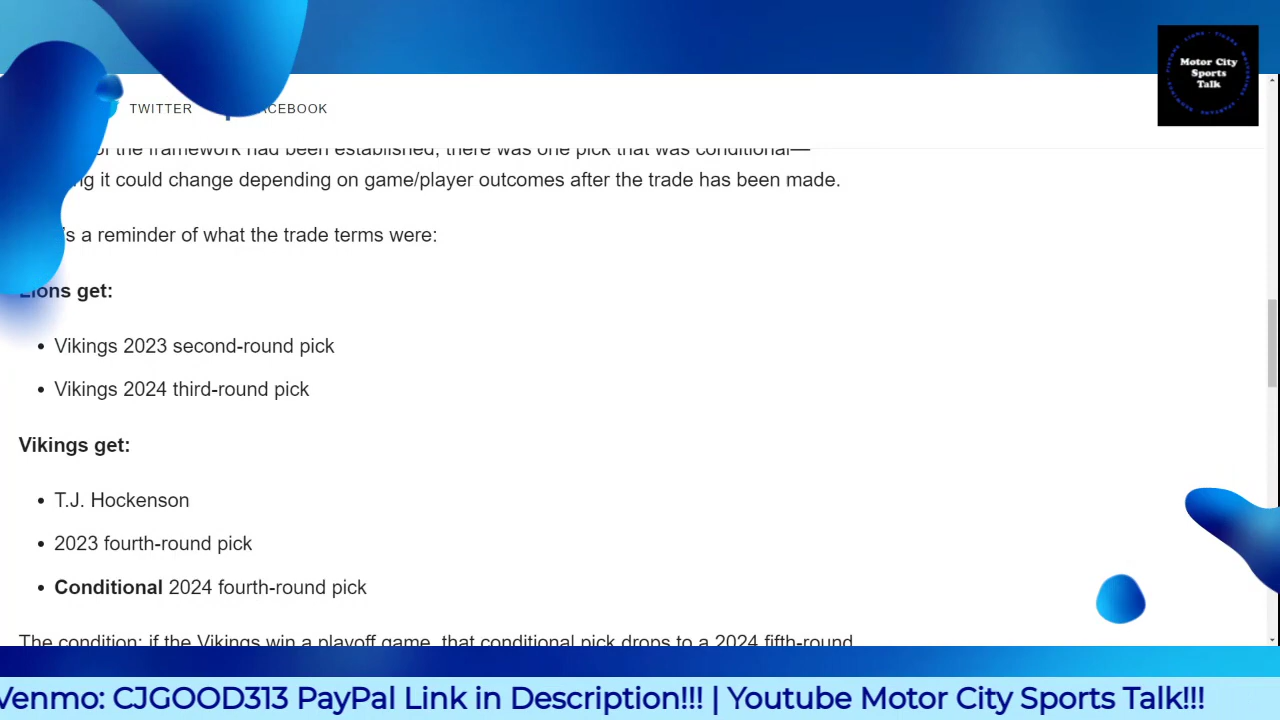 Motor City
Sports
Talk
TWITTER
FACEBOOK
of the framework had been established, there was one pick that was conditional—
it could change depending on game/player outcomes after the trade has been made.
a reminder of what the trade terms were:
Lions get:
• Vikings 2023 second-round pick
• Vikings 2024 third-round pick
Vikings get:
• T.J. Hockenson
• 2023 fourth-round pick
• Conditional 2024 fourth-round pick
The condition: if the Vikings win a playoff game, that conditional pick drops to a 2024 fifth-round
Venmo: CJGOOD313 PayPal Link in Description!!! | Youtube Motor City Sports Talk!!!